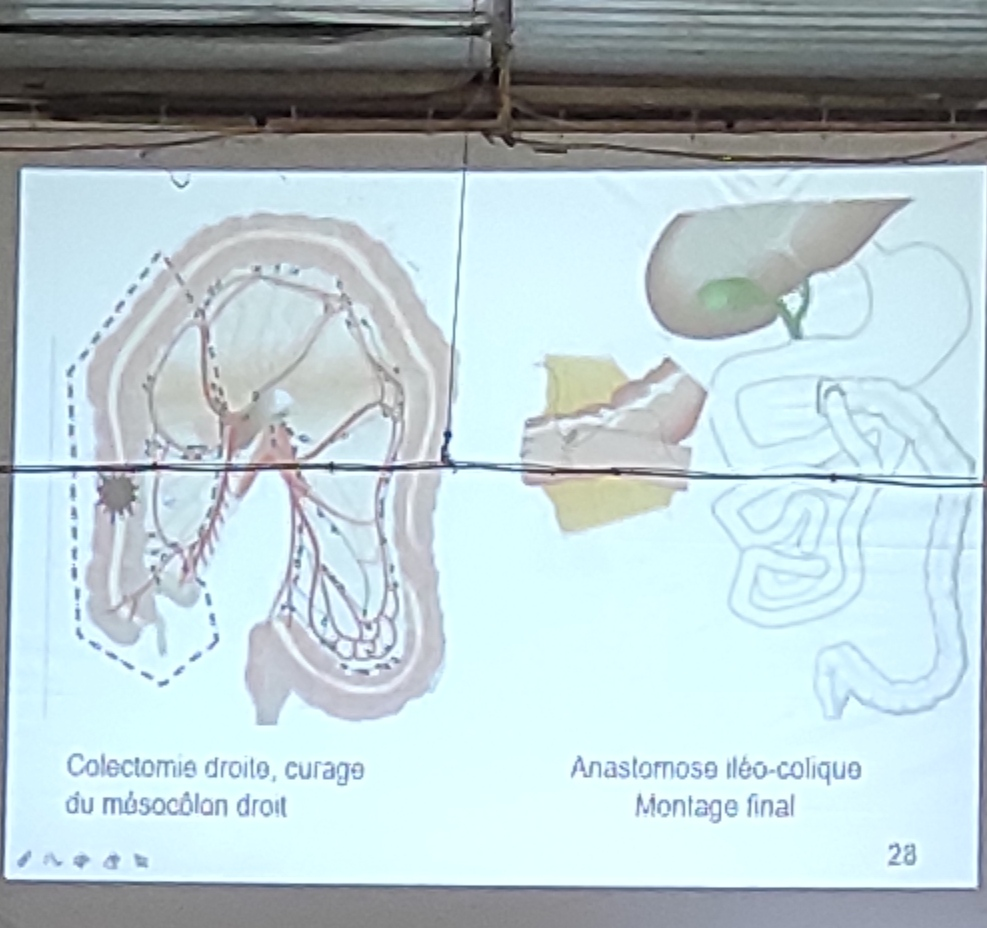 Colectomie droite, curage
du mésocôlon droit
Anastomose iléo-colique
Montage final
28